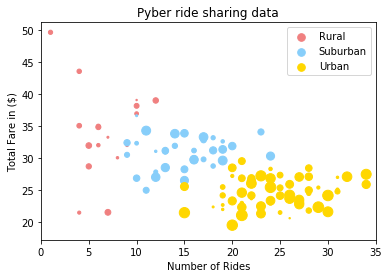 Pyber ride sharing data
Rural
Suburban
Urban
Total Fare in ($)
50
45
40
35
30
25
20
0
5
10
15
20
25
30
35
Number of Rides